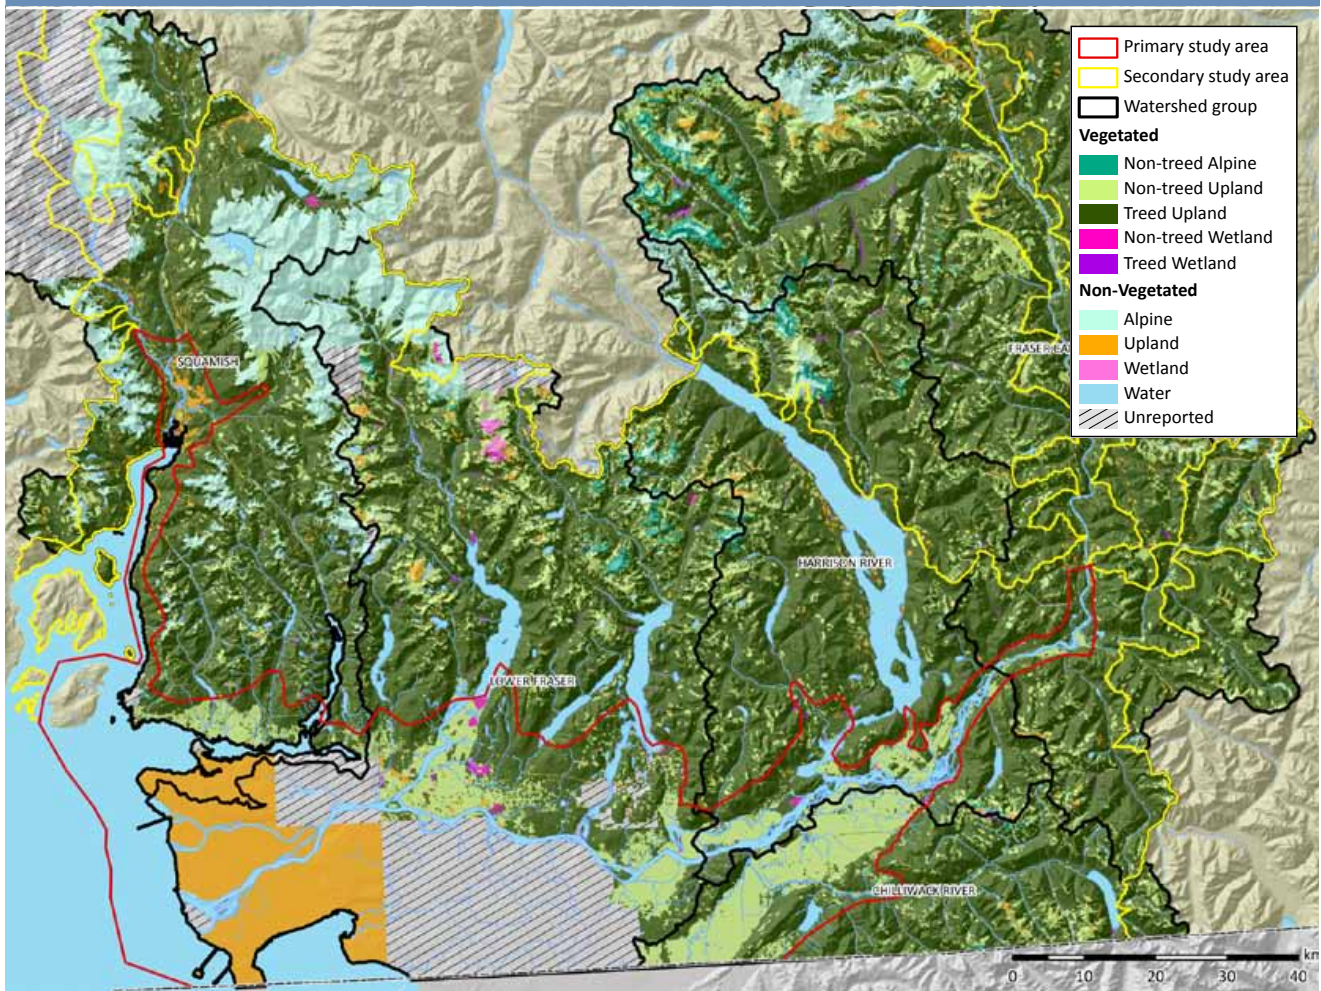 Primary study area
Secondary study area
Watershed group
Vegetated
Non-treed Alpine
Non-treed Upland
Treed Upland
Non-treed Wetland
Treed Wetland
Non-Vegetated
Alpine
Upland
Wetland
Water
Unreported
SQUAMISH
FRASER
HARRISON RIVER
LOWER FRASER
CHILLIWACK RIVER
km
0 10 20 30 40